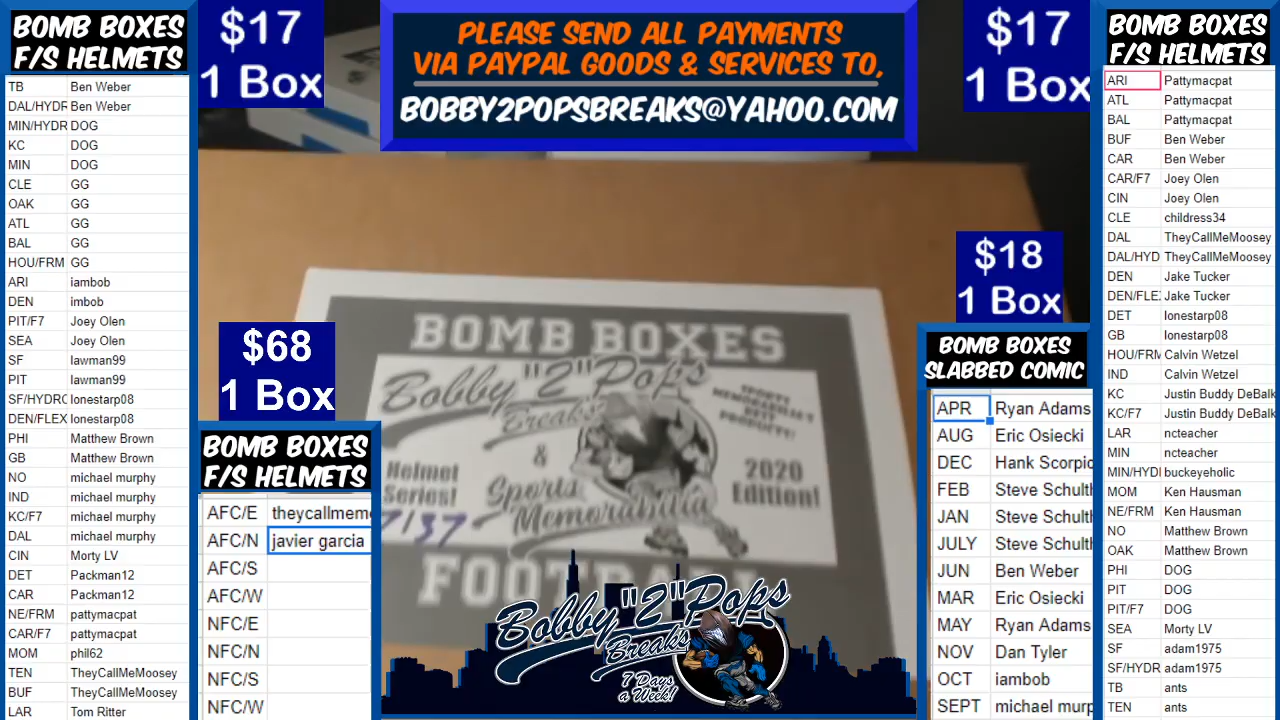 BOMB BOXES
F/S HELMETS
TB Ben Weber
DAL/HYDR Ben Weber
MIN/HYDR DOG
KC DOG
MIN DOG
CLE GG
OAK GG
ATL GG
BAL GG
HOU/FRM GG
ARI iambob
DEN imbob
PIT/F7 Joey Olen
SEA Joey Olen
SF lawman99
PIT lawman99
SF/HYDRO lonestarp08
DEN/FLEX lonestarp08
PHI Matthew Brown
GB Matthew Brown
NO michael murphy
IND michael murphy
KC/F7 michael murphy
DAL michael murphy
CIN Morty LV
DET Packman12
CAR Packman12
NE/FRM pattymacpat
CAR/F7 pattymacpat
MOM phil62
TEN TheyCallMeMoosey
BUF TheyCallMeMoosey
LAR Tom Ritter
$17
1 Box
$68
1 Box
BOMB BOXES
F/S HELMETS
AFC/E theycallmem
AFC/N javier garcia
AFC/S
AFC/W
NFC/E
NFC/N
NFC/S
NFC/W
PLEASE SEND ALL PAYMENTS
VIA PAYPAL GOODS & SERVICES TO,
BOBBY2POPSBREAKS@YAHOO.COM
BOMB BOXES
Bobby "2" Pops
Breaks
&
Sports
Memorabilia
SPORTS
MEMORABILIA'S
BEST
PRODUCT!
Helmet
Series!
7/37
2020
Edition!
FOOTBALL
Bobby "2" Pops
Breaks
7 Days
a Week!
$17
1 Box
$18
1 Box
BOMB BOXES
SLABBED COMIC
APR Ryan Adams
AUG Eric Osiecki
DEC Hank Scorpio
FEB Steve Schult
JAN Steve Schult
JULY Steve Schult
JUN Ben Weber
MAR Eric Osiecki
MAY Ryan Adams
NOV Dan Tyler
OCT iambob
SEPT michael murp
BOMB BOXES
F/S HELMETS
ARI Pattymacpat
ATL Pattymacpat
BAL Pattymacpat
BUF Ben Weber
CAR Ben Weber
CAR/F7 Joey Olen
CIN Joey Olen
CLE childress34
DAL TheyCallMeMoosey
DAL/HYD TheyCallMeMoosey
DEN Jake Tucker
DEN/FLEX Jake Tucker
DET lonestarp08
GB lonestarp08
HOU/FRM Calvin Wetzel
IND Calvin Wetzel
KC Justin Buddy DeBalk
KC/F7 Justin Buddy DeBalk
LAR ncteacher
MIN ncteacher
MIN/HYDI buckeyeholic
MOM Ken Hausman
NE/FRM Ken Hausman
NO Matthew Brown
OAK Matthew Brown
PHI DOG
PIT DOG
PIT/F7 DOG
SEA Morty LV
SF adam1975
SF/HYDR adam1975
TB ants
TEN ants